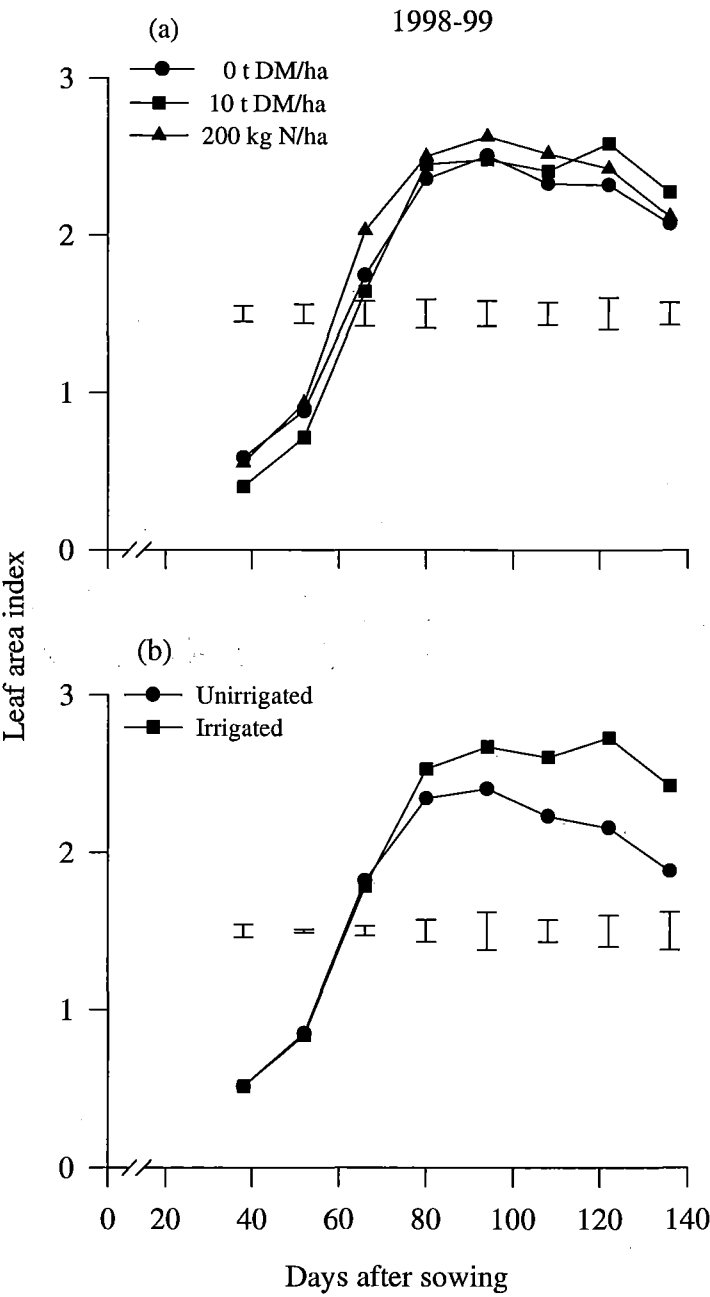 1998-99
(a)
0 t DM/ha
10 t DM/ha
200 kg N/ha
3
2
1
0
Leaf area index
(b)
Unirrigated
Irrigated
3
2
1
0
0 20 40 60 80 100 120 140
Days after sowing